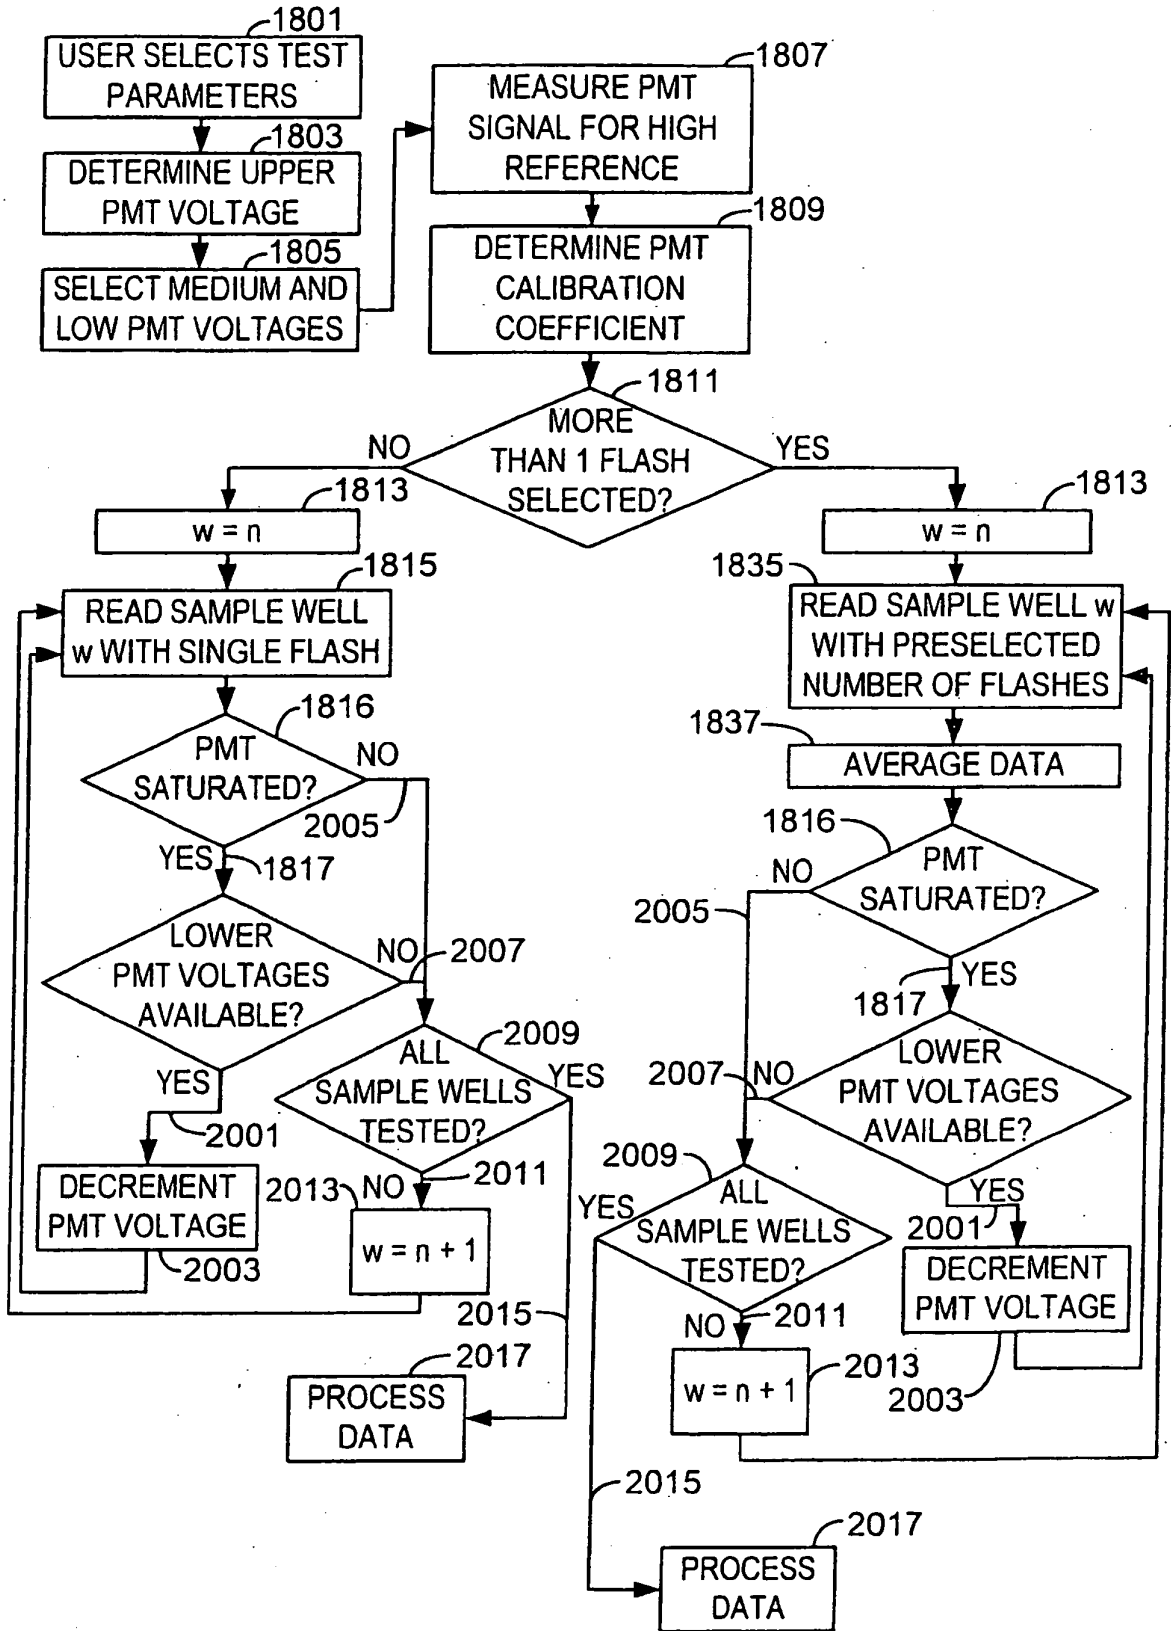 1801
USER SELECTS TEST
PARAMETERS
1803
DETERMINE UPPER
PMT VOLTAGE
1805
SELECT MEDIUM AND
LOW PMT VOLTAGES
1807
MEASURE PMT
SIGNAL FOR HIGH
REFERENCE
1809
DETERMINE PMT
CALIBRATION
COEFFICIENT
1811
MORE
THAN 1 FLASH
SELECTED?
NO
YES
1813
w = n
1815
READ SAMPLE WELL
w WITH SINGLE FLASH
1816
PMT
SATURATED?
NO
2005
YES
1817
LOWER
PMT VOLTAGES
AVAILABLE?
NO
2007
YES
2001
DECREMENT
PMT VOLTAGE
2003
2009
ALL
SAMPLE WELLS
TESTED?
YES
NO
2011
2013
w = n + 1
2015
2017
PROCESS
DATA
1813
w = n
1835
READ SAMPLE WELL w
WITH PRESELECTED
NUMBER OF FLASHES
1837
AVERAGE DATA
1816
PMT
SATURATED?
NO
2005
YES
1817
LOWER
PMT VOLTAGES
AVAILABLE?
NO
2007
YES
2001
DECREMENT
PMT VOLTAGE
2003
2009
ALL
SAMPLE WELLS
TESTED?
YES
NO
2011
2013
w = n + 1
2015
2017
PROCESS
DATA